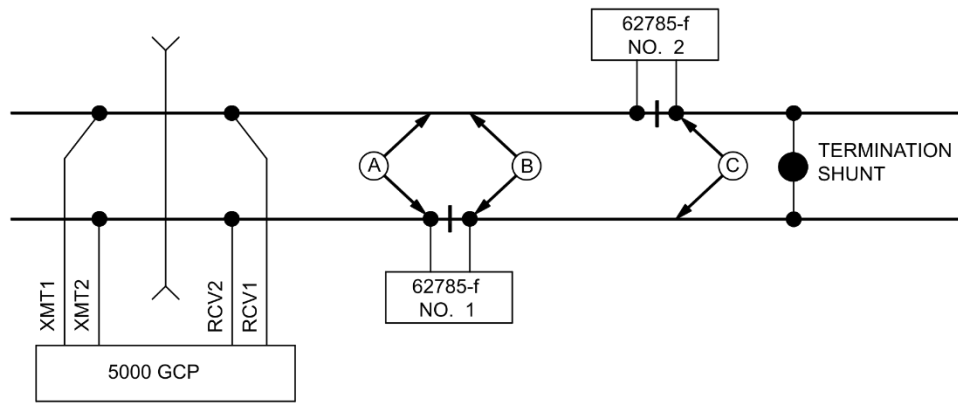 62785-f
NO. 2
A
B
C
TERMINATION
SHUNT
XMT1
XMT2
RCV2
RCV1
62785-f
NO. 1
5000 GCP